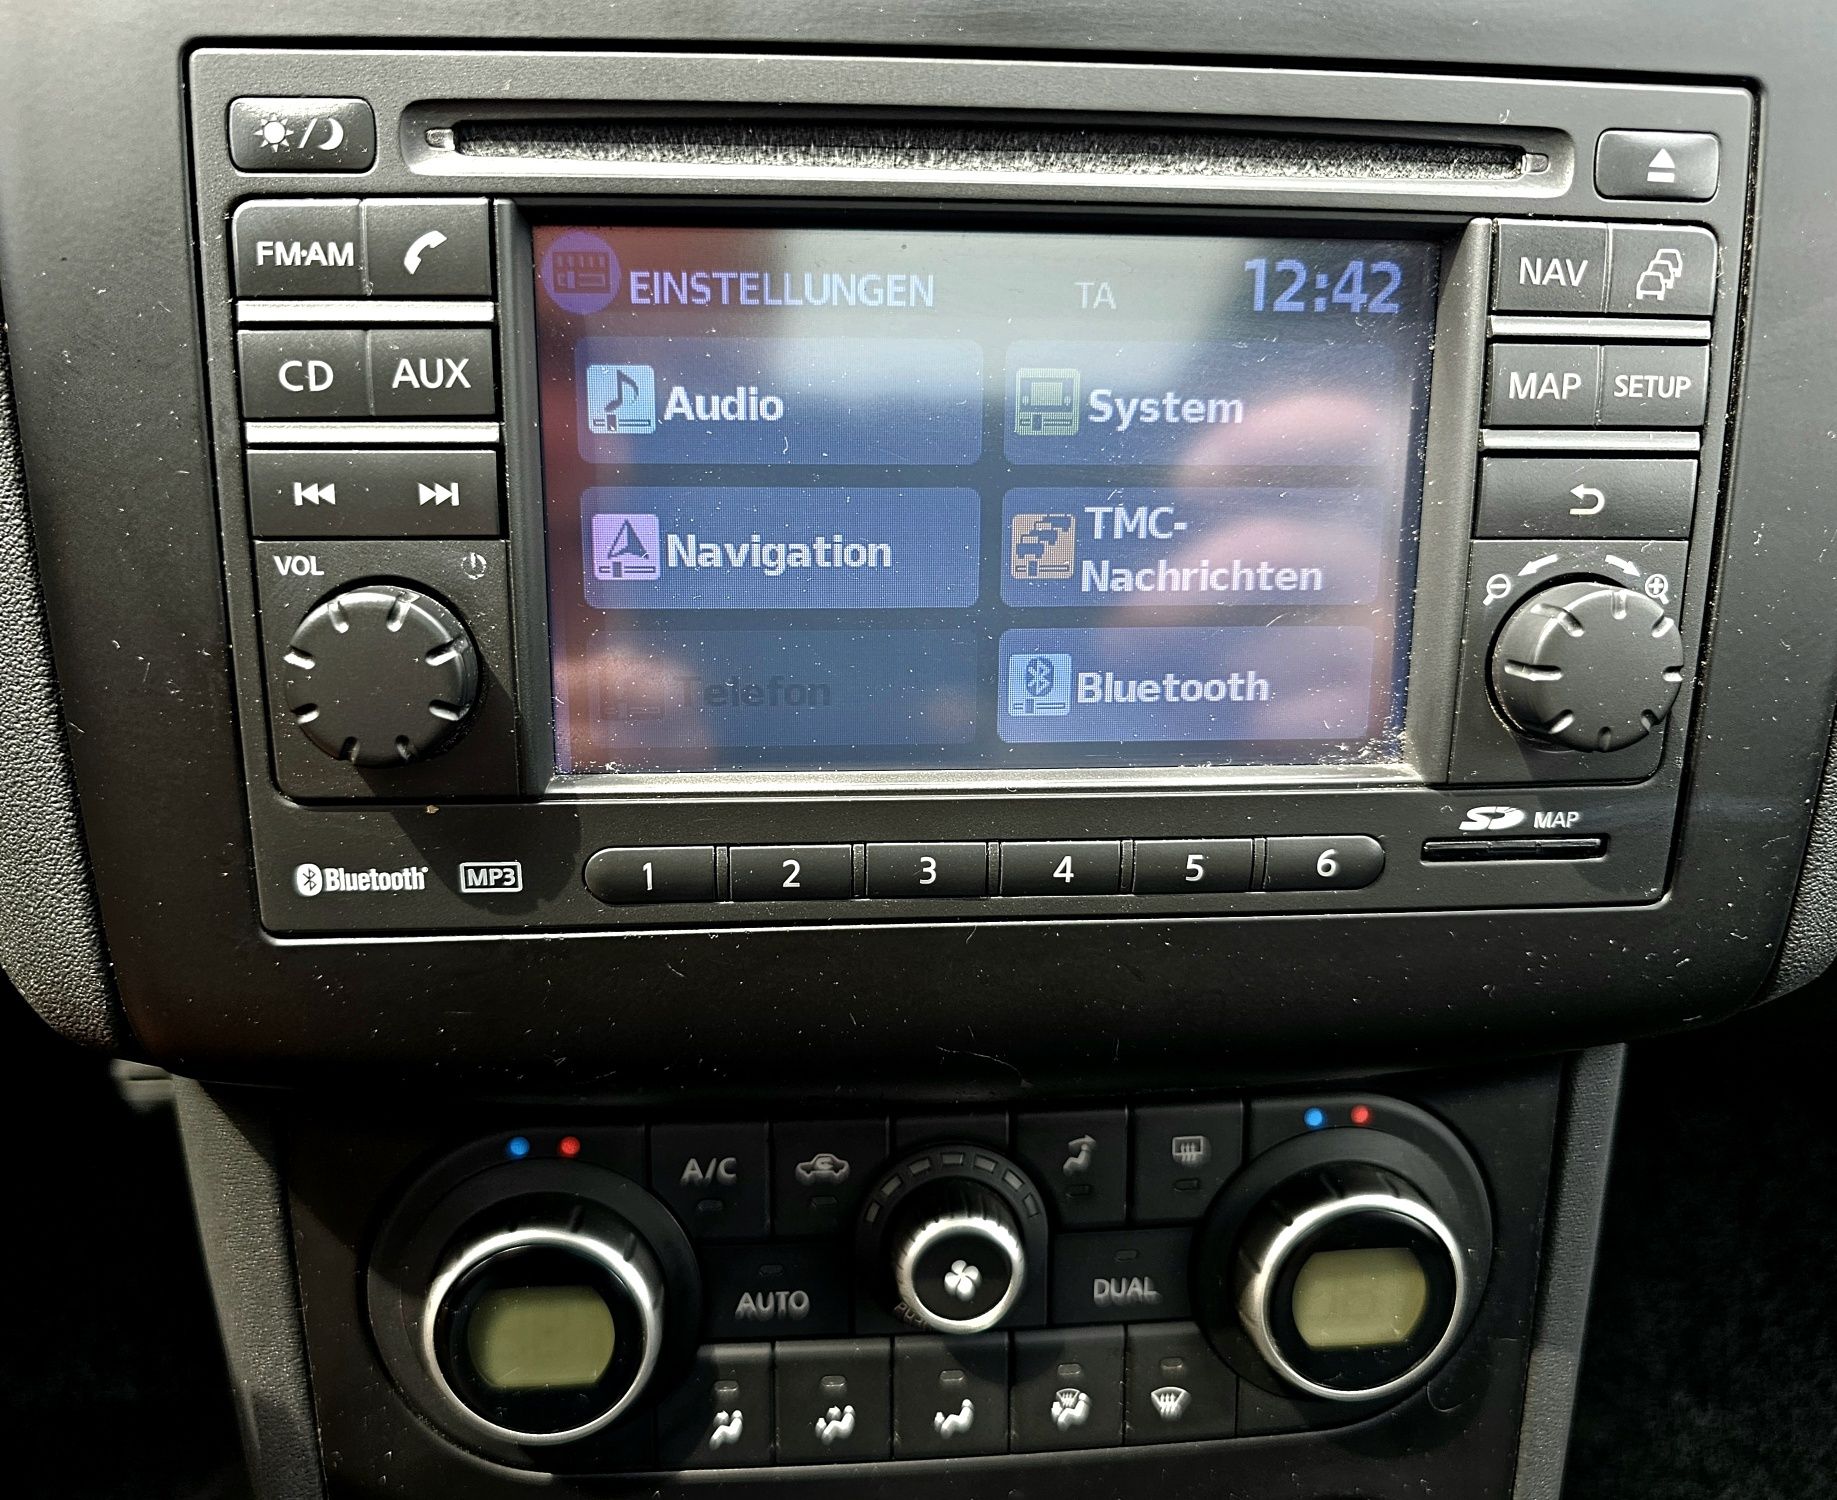 FM·AM
CD
AUX
VOL
EINSTELLUNGEN
TA
12:42
Audio
System
Navigation
TMC-
Nachrichten
Telefon
Bluetooth
NAV
MAP
SETUP
Bluetooth
MP3
1
2
3
4
5
6
SD MAP
A/C
AUTO
DUAL